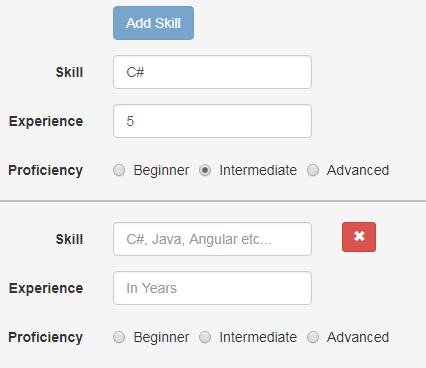 Add Skill
Skill C#
Experience 5
Proficiency Beginner Intermediate Advanced
Skill C#, Java, Angular etc...
Experience In Years
Proficiency Beginner Intermediate Advanced